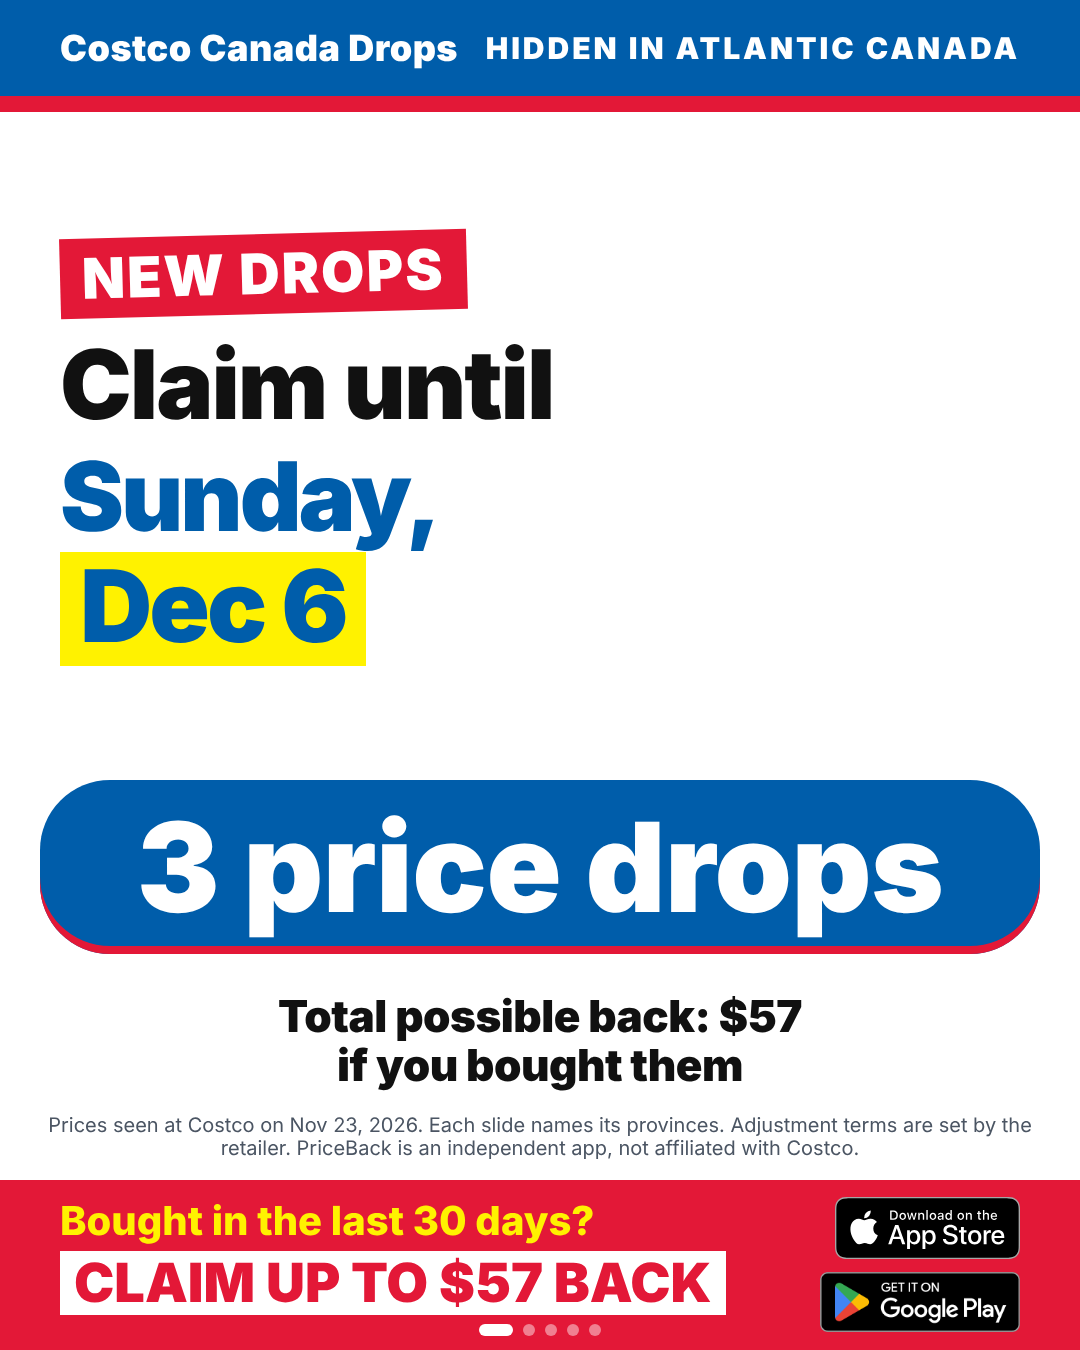 Costco Canada Drops HIDDEN IN ATLANTIC CANADA
NEW DROPS
Claim until
Sunday,
Dec 6
3 price drops
Total possible back: $57
if you bought them
Prices seen at Costco on Nov 23, 2026. Each slide names its provinces. Adjustment terms are set by the
retailer. PriceBack is an independent app, not affiliated with Costco.
Bought in the last 30 days?
CLAIM UP TO $57 BACK
Download on the
App Store
GET IT ON
Google Play